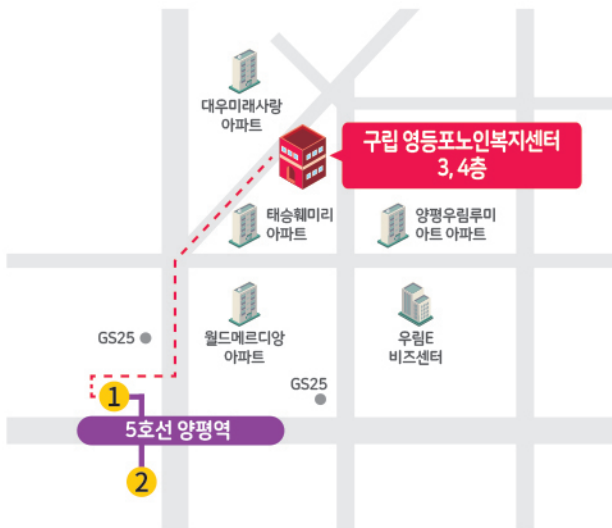 대우미래사랑
아파트
구립 영등포노인복지센터
3, 4층
태승훼미리
아파트
양평우림루미
아트 아파트
GS25
월드메르디앙
아파트
우림E
비즈센터
GS25
1
5호선 양평역
2